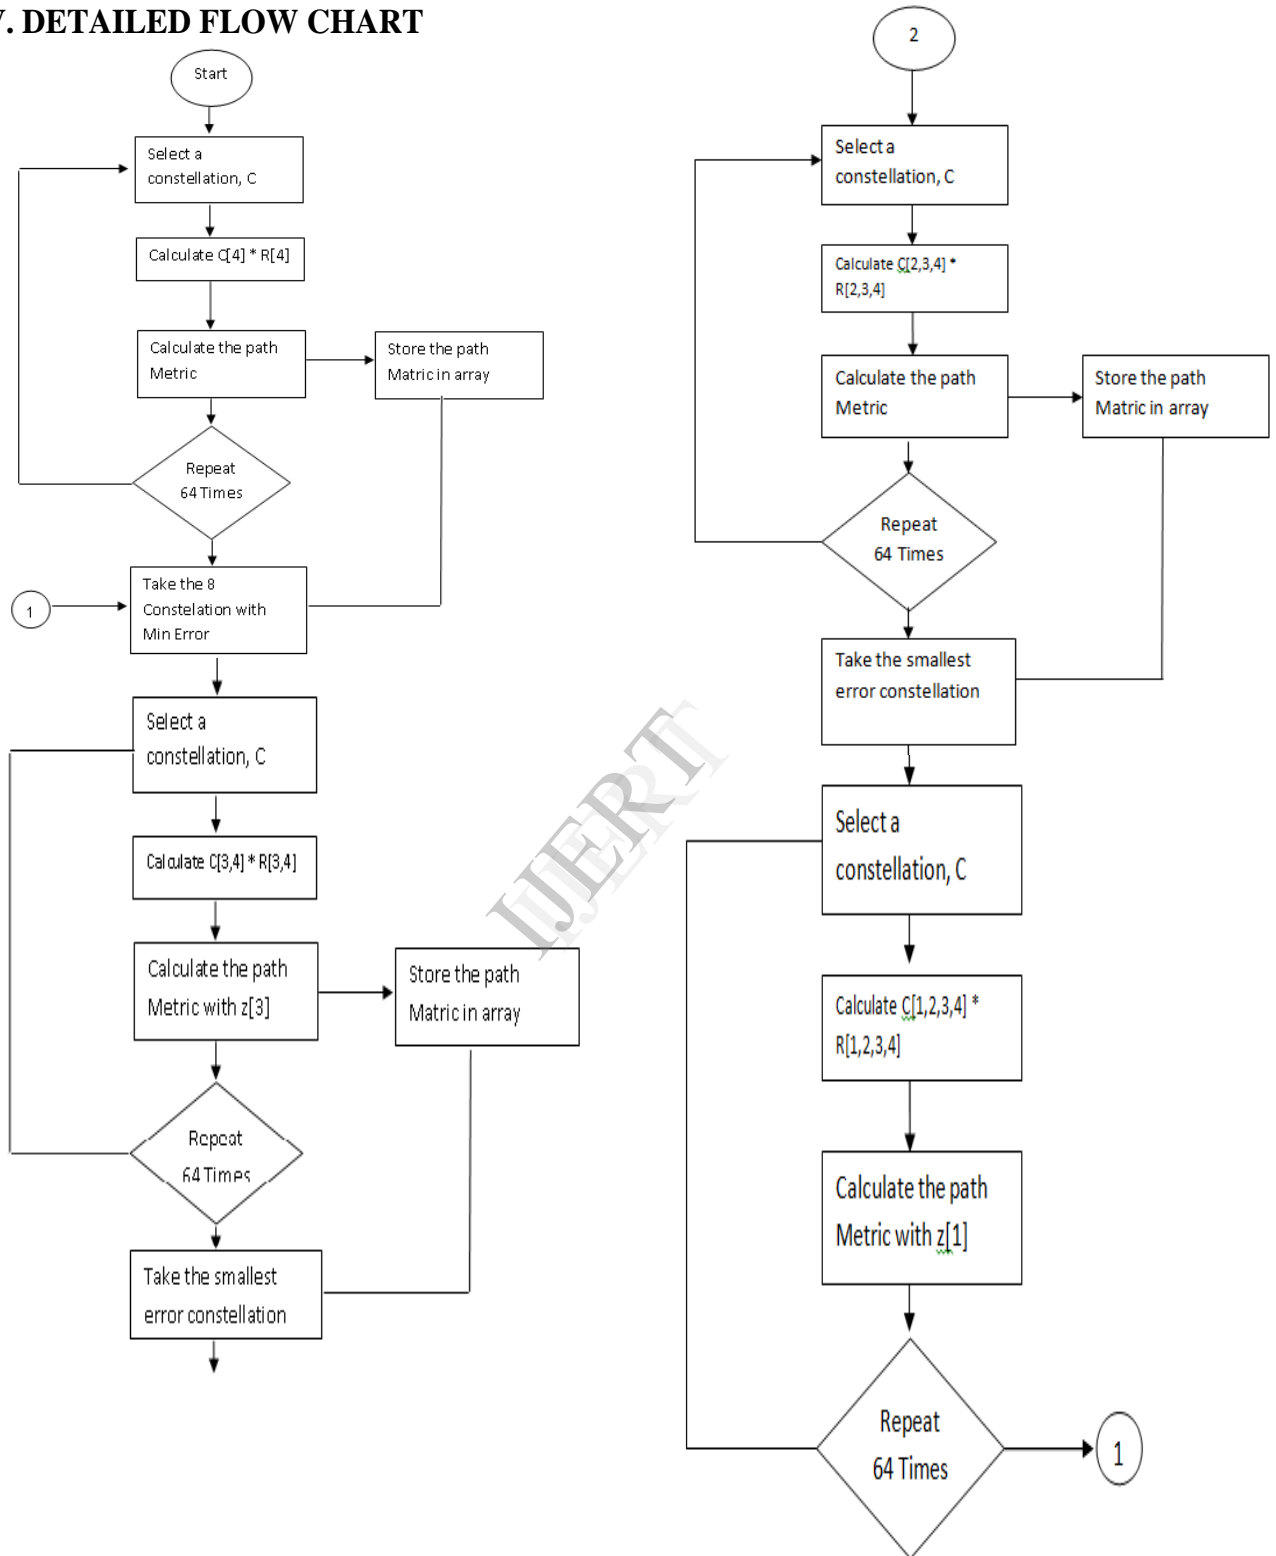 V. DETAILED FLOW CHART
Start
Select a
constellation, C
Calculate C[4] * R[4]
Calculate the path
Metric
Store the path
Matric in array
Repeat
64 Times
1
Take the 8
Constelation with
Min Error
Select a
constellation, C
Calculate C[3,4] * R[3,4]
Calculate the path
Metric with z[3]
Store the path
Matric in array
Repeat
64 Times
Take the smallest
error constellation
2
Select a
constellation, C
Calculate C[2,3,4] *
R[2,3,4]
Calculate the path
Metric
Store the path
Matric in array
Repeat
64 Times
Take the smallest
error constellation
Select a
constellation, C
Calculate C[1,2,3,4] *
R[1,2,3,4]
Calculate the path
Metric with z[1]
Repeat
64 Times
1
IJERT